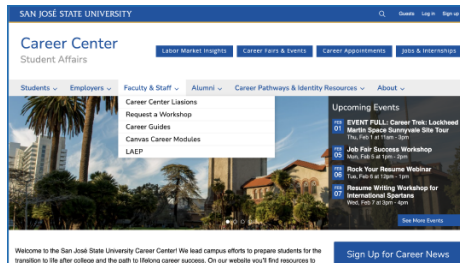 SAN JOSÉ STATE UNIVERSITY
Guests Log in Sign up
Career Center
Student Affairs
Labor Market Insights
Career Fairs & Events
Career Appointments
Jobs & Internships
Students
Employers
Faculty & Staff
Alumni
Career Pathways & Identity Resources
About
Career Center Liasions
Request a Workshop
Career Guides
Canvas Career Modules
LAEP
Upcoming Events
FEB
01
EVENT FULL: Career Trek: Lockheed
Martin Space Sunnyvale Site Tour
Thu, Feb 1 at 11am - 3pm
FEB
05
Job Fair Success Workshop
Mon, Feb 5 at 1pm - 2pm
FEB
06
Rock Your Resume Webinar
Tue, Feb 6 at 12pm - 1pm
FEB
07
Resume Writing Workshop for
International Spartans
Wed, Feb 7 at 3pm - 4pm
See More Events
Welcome to the San José State University Career Center! We lead campus efforts to prepare students for the
transition to life after college and the path to lifelong career success. On our website you'll find resources to
Sign Up for Career News